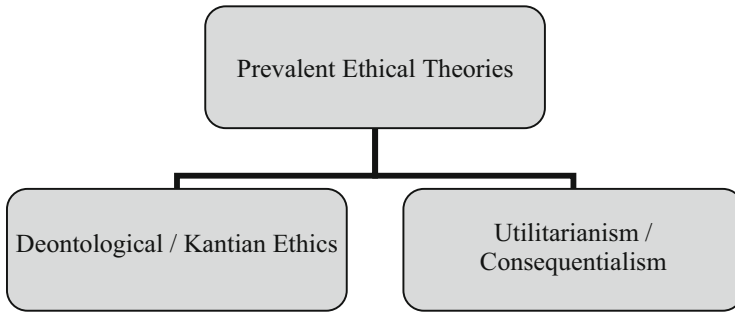 Prevalent Ethical Theories
Deontological / Kantian Ethics
Utilitarianism /
Consequentialism